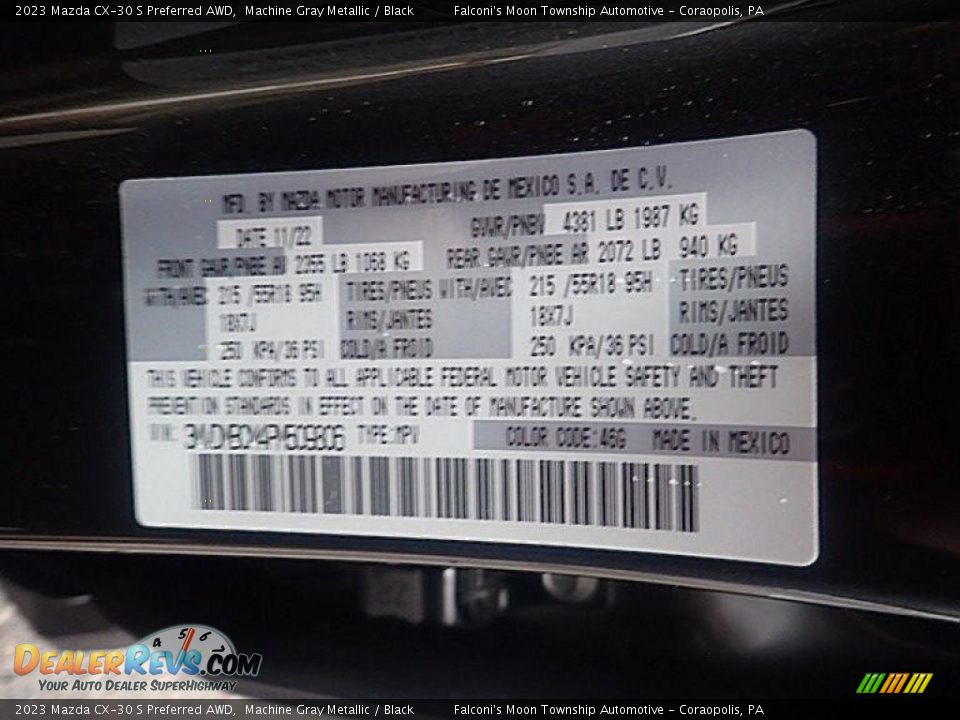 2023 Mazda CX-30 S Preferred AWD, Machine Gray Metallic / Black Falconi's Moon Township Automotive - Coraopolis, PA
MFD. BY MAZDA MOTOR MANUFACTURING DE MEXICO S.A. DE C.V.
DATE 11/22 GVWR/PNBV 4381 LB 1987 KG
FRONT GAWR/PNBE AV 2355 LB 1068 KG REAR GAWR/PNBE AR 2072 LB 940 KG
WITH/AVEC 215 /55R18 95H TIRES/PNEUS WITH/AVEC 215 /55R18 95H TIRES/PNEUS
18X7J RIMS/JANTES 18X7J RIMS/JANTES
250 KPA/36 PSI COLD/A FROID 250 KPA/36 PSI COLD/A FROID
THIS VEHICLE CONFORMS TO ALL APPLICABLE FEDERAL MOTOR VEHICLE SAFETY AND THEFT
PREVENTION STANDARDS IN EFFECT ON THE DATE OF MANUFACTURE SHOWN ABOVE.
VIN: TYPE:MPV COLOR CODE:46G MADE IN MEXICO
4 5 6
DEALERREVS.COM
YOUR AUTO DEALER SUPERHIGHWAY
2023 Mazda CX-30 S Preferred AWD, Machine Gray Metallic / Black Falconi's Moon Township Automotive - Coraopolis, PA